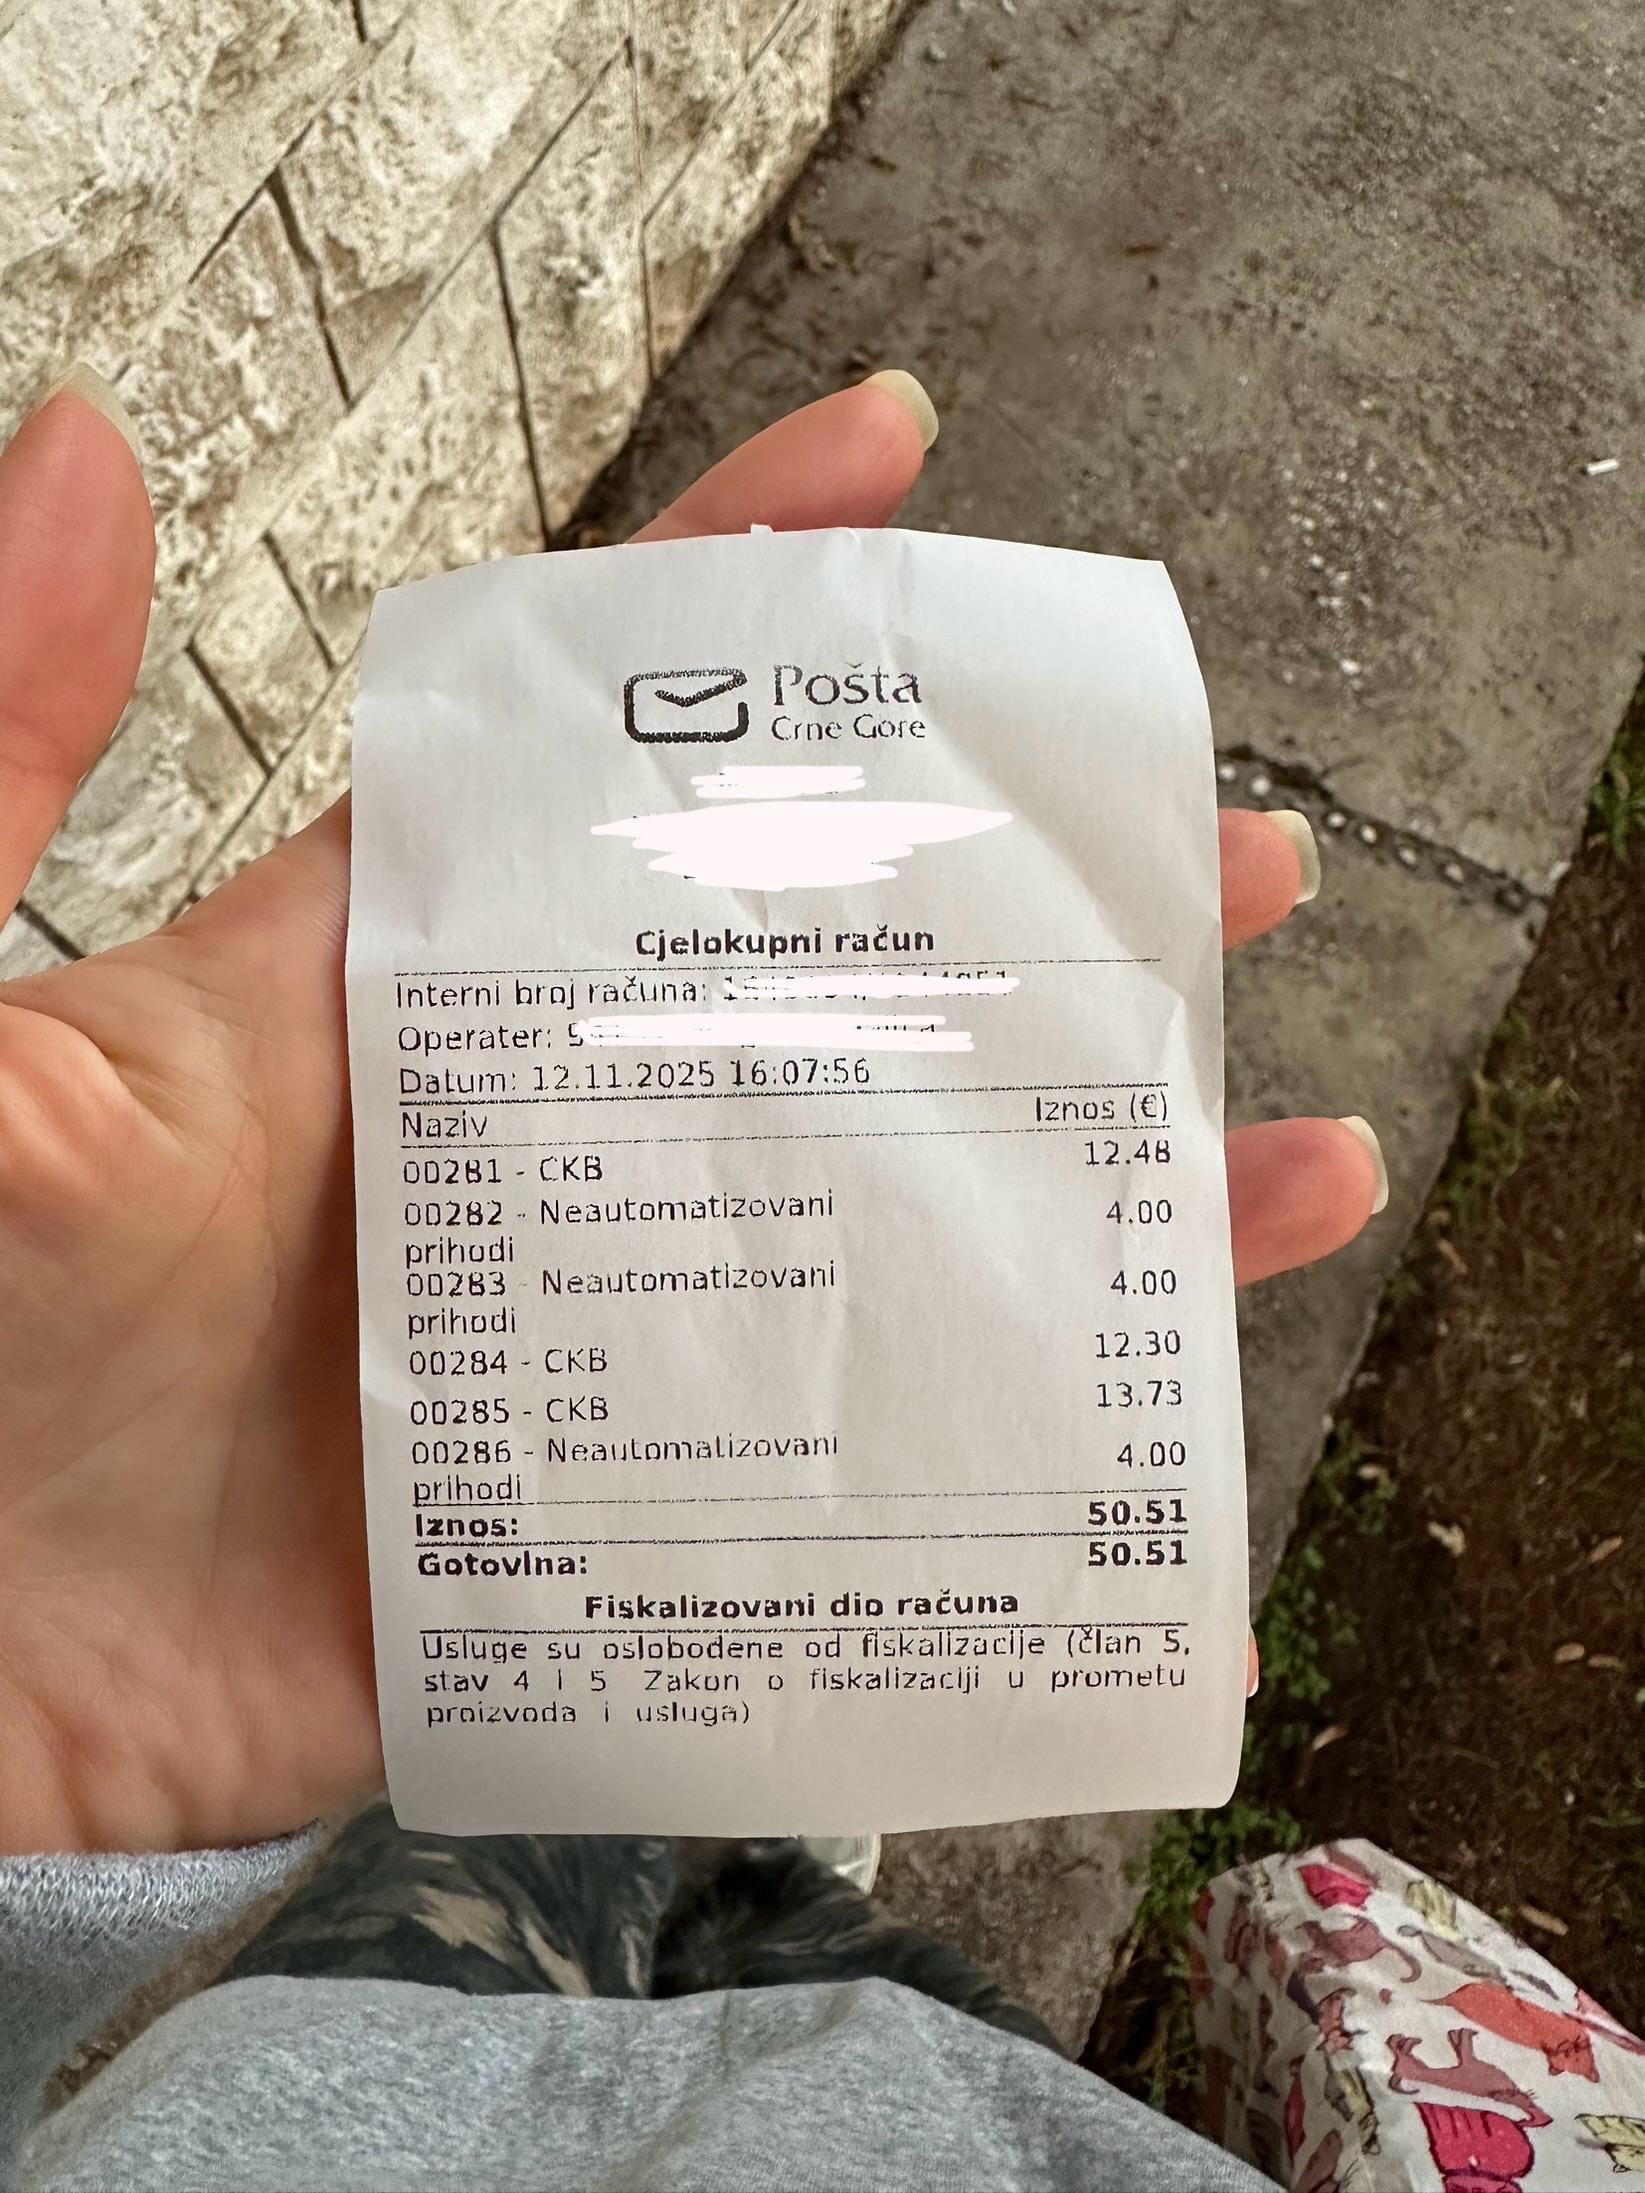 Pošta
Crne Gore
Cjelokupni račun
Interni broj računa:
Operater:
Datum: 12.11.2025 16:07:56
Naziv Iznos (€)
00281 - CKB 12.48
00282 - Neautomatizovani 4.00
prihodi
00283 - Neautomatizovani 4.00
prihodi
00284 - CKB 12.30
00285 - CKB 13.73
00286 - Neautomatizovani 4.00
prihodi
Iznos: 50.51
Gotovina: 50.51
Fiskalizovani dio računa
Usluge su oslobođene od fiskalizacije (član 5,
stav 4 i 5 Zakon o fiskalizaciji u prometu
proizvoda i usluga)